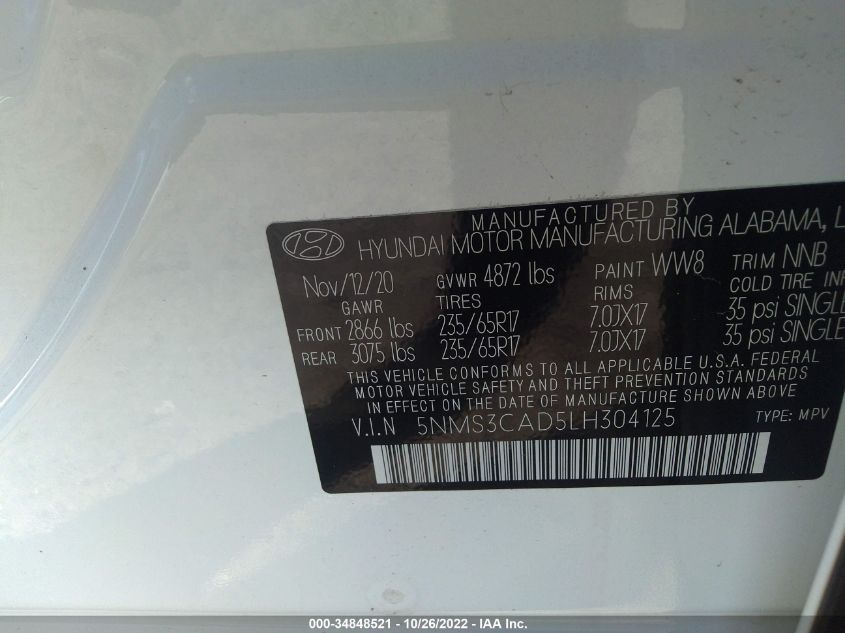 MANUFACTURED BY
HYUNDAI MOTOR MANUFACTURING ALABAMA,
Nov/12/20 GVWR 4872 lbs PAINT WW8 TRIM NNB
GAWR TIRES RIMS COLD TIRE
FRONT 2866 lbs 235/65R17 7.0JX17 35 psi SINGLE
REAR 3075 lbs 235/65R17 7.0JX17 35 psi SINGLE
THIS VEHICLE CONFORMS TO ALL APPLICABLE U.S.A. FEDERAL
MOTOR VEHICLE SAFETY AND THEFT PREVENTION STANDARDS
IN EFFECT ON THE DATE OF MANUFACTURE SHOWN ABOVE
V.I.N 5NMS3CAD5LH304125 TYPE: MPV
000-34848521 - 10/26/2022 - IAA Inc.